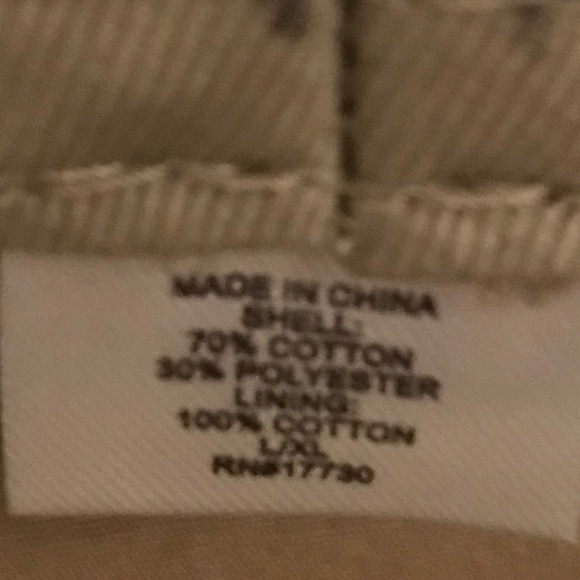 MADE IN CHINA
SHELL:
70% COTTON
30% POLYESTER
LINING:
100% COTTON
L/XL
RN#17730